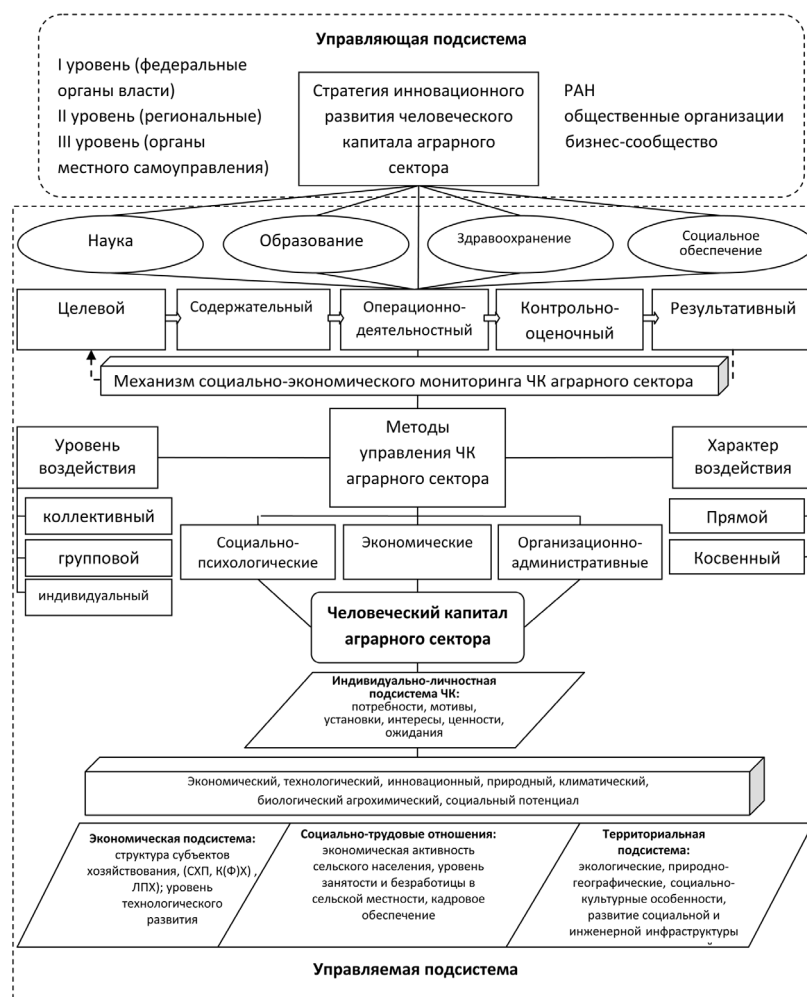 Управляющая подсистема
I уровень (федеральные
органы власти)
II уровень (региональные)
III уровень (органы
местного самоуправления)
Стратегия инновационного
развития человеческого
капитала аграрного
сектора
РАН
общественные организации
бизнес-сообщество
Наука
Образование
Здравоохранение
Социальное
обеспечение
Целевой
Содержательный
Операционно-
деятельностный
Контрольно-
оценочный
Результативный
Механизм социально-экономического мониторинга ЧК аграрного сектора
Методы
управления ЧК
аграрного сектора
Уровень
воздействия
коллективный
групповой
индивидуальный
Характер
воздействия
Прямой
Косвенный
Социально-
психологические
Экономические
Организационно-
административные
Человеческий капитал
аграрного сектора
Индивидуально-личностная
подсистема ЧК:
потребности, мотивы,
установки, интересы, ценности,
ожидания
Экономический, технологический, инновационный, природный, климатический,
биологический агрохимический, социальный потенциал
Экономическая подсистема:
структура субъектов
хозяйствования, (СХП, К(Ф)Х) ,
ЛПХ); уровень
технологического
развития
Социально-трудовые отношения:
экономическая активность
сельского населения, уровень
занятости и безработицы в
сельской местности, кадровое
обеспечение
Территориальная
подсистема:
экологические, природно-
географические, социально-
культурные особенности,
развитие социальной и
инженерной инфраструктуры
Управляемая подсистема